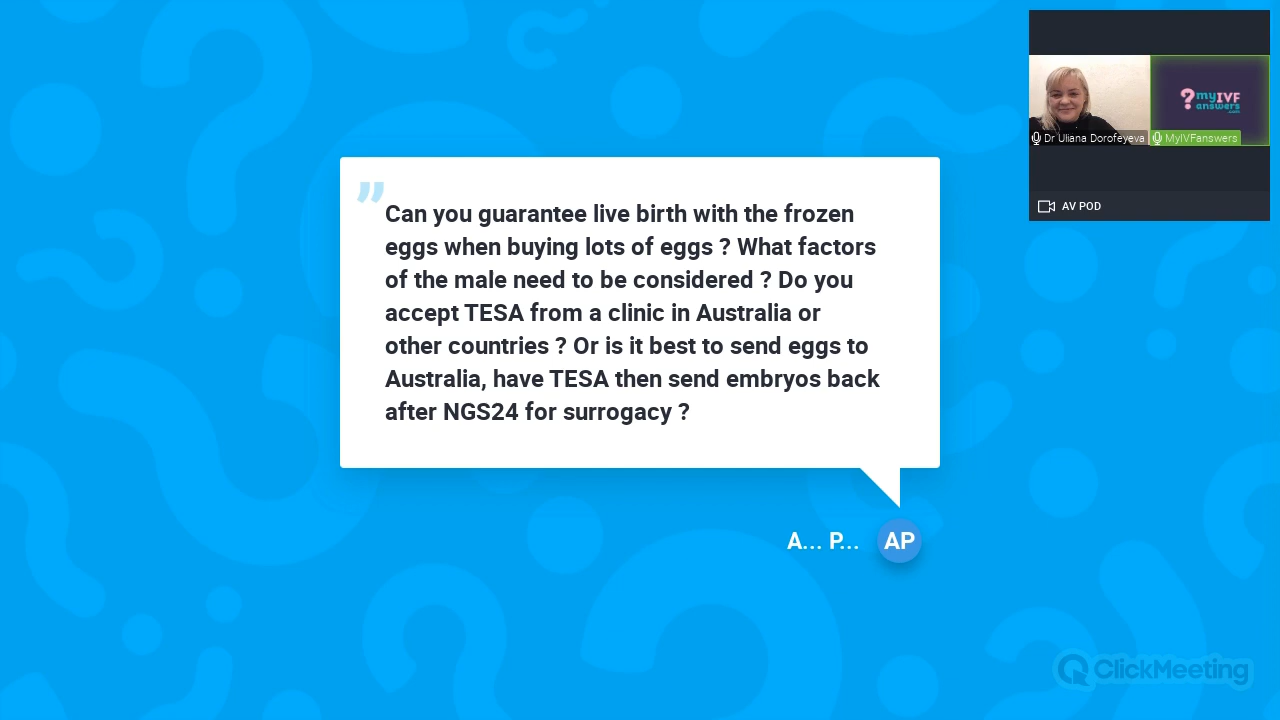 Can you guarantee live birth with the frozen
eggs when buying lots of eggs ? What factors
of the male need to be considered ? Do you
accept TESA from a clinic in Australia or
other countries ? Or is it best to send eggs to
Australia, have TESA then send embryos back
after NGS24 for surrogacy ?
A... P...
AP
?myIVF
answers
Dr Uliana Dorofeyeva
MyIVFanswers
AV POD
ClickMeeting